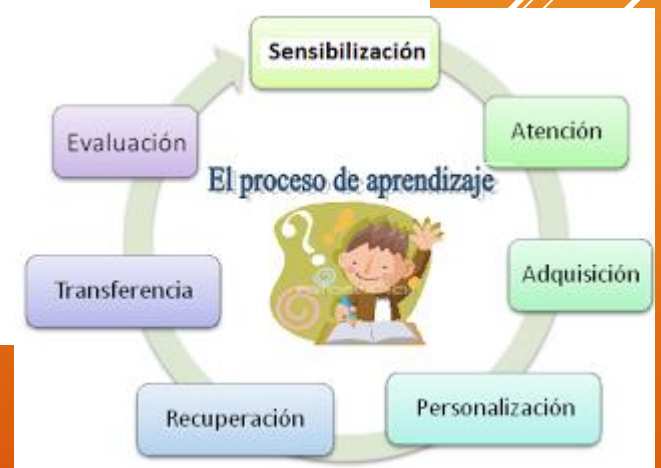 Sensibilización
Atención
Evaluación
El proceso de aprendizaje
Adquisición
Transferencia
Personalización
Recuperación